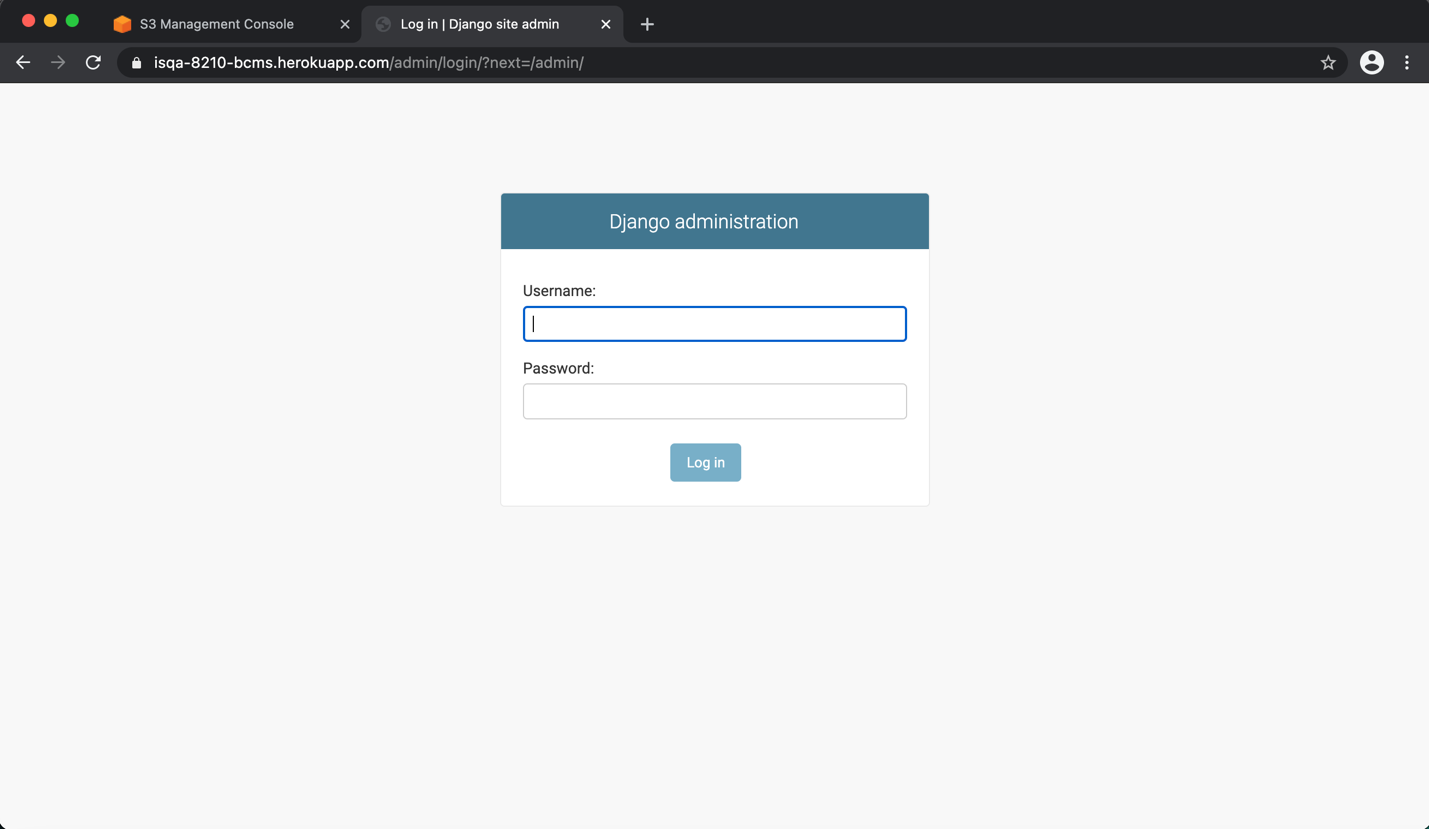 S3 Management Console
Log in | Django site admin
isqa-8210-bcms.herokuapp.com/admin/login/?next=/admin/
Django administration
Username:
Password:
Log in